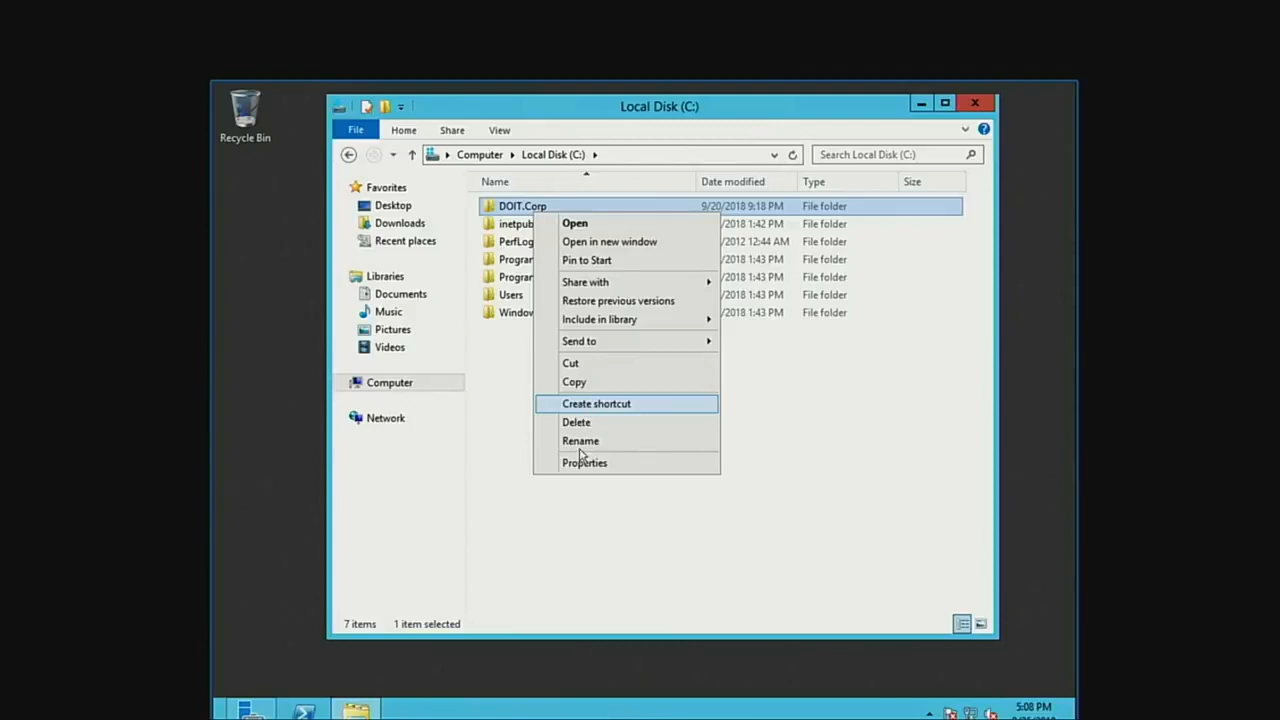 Recycle Bin
Local Disk (C:)
File Home Share View
Computer Local Disk (C:)
Search Local Disk (C:)
Favorites
Desktop
Downloads
Recent places
Libraries
Documents
Music
Pictures
Videos
Computer
Network
Name Date modified Type Size
DOIT.Corp 9/20/2018 9:18 PM File folder
inetpub /2018 1:42 PM File folder
PerfLog /2012 12:44 AM File folder
Progran /2018 1:43 PM File folder
Progran /2018 1:43 PM File folder
Users /2018 1:43 PM File folder
Windov /2018 1:43 PM File folder
Open
Open in new window
Pin to Start
Share with
Restore previous versions
Include in library
Send to
Cut
Copy
Create shortcut
Delete
Rename
Properties
7 items 1 item selected
5:08 PM